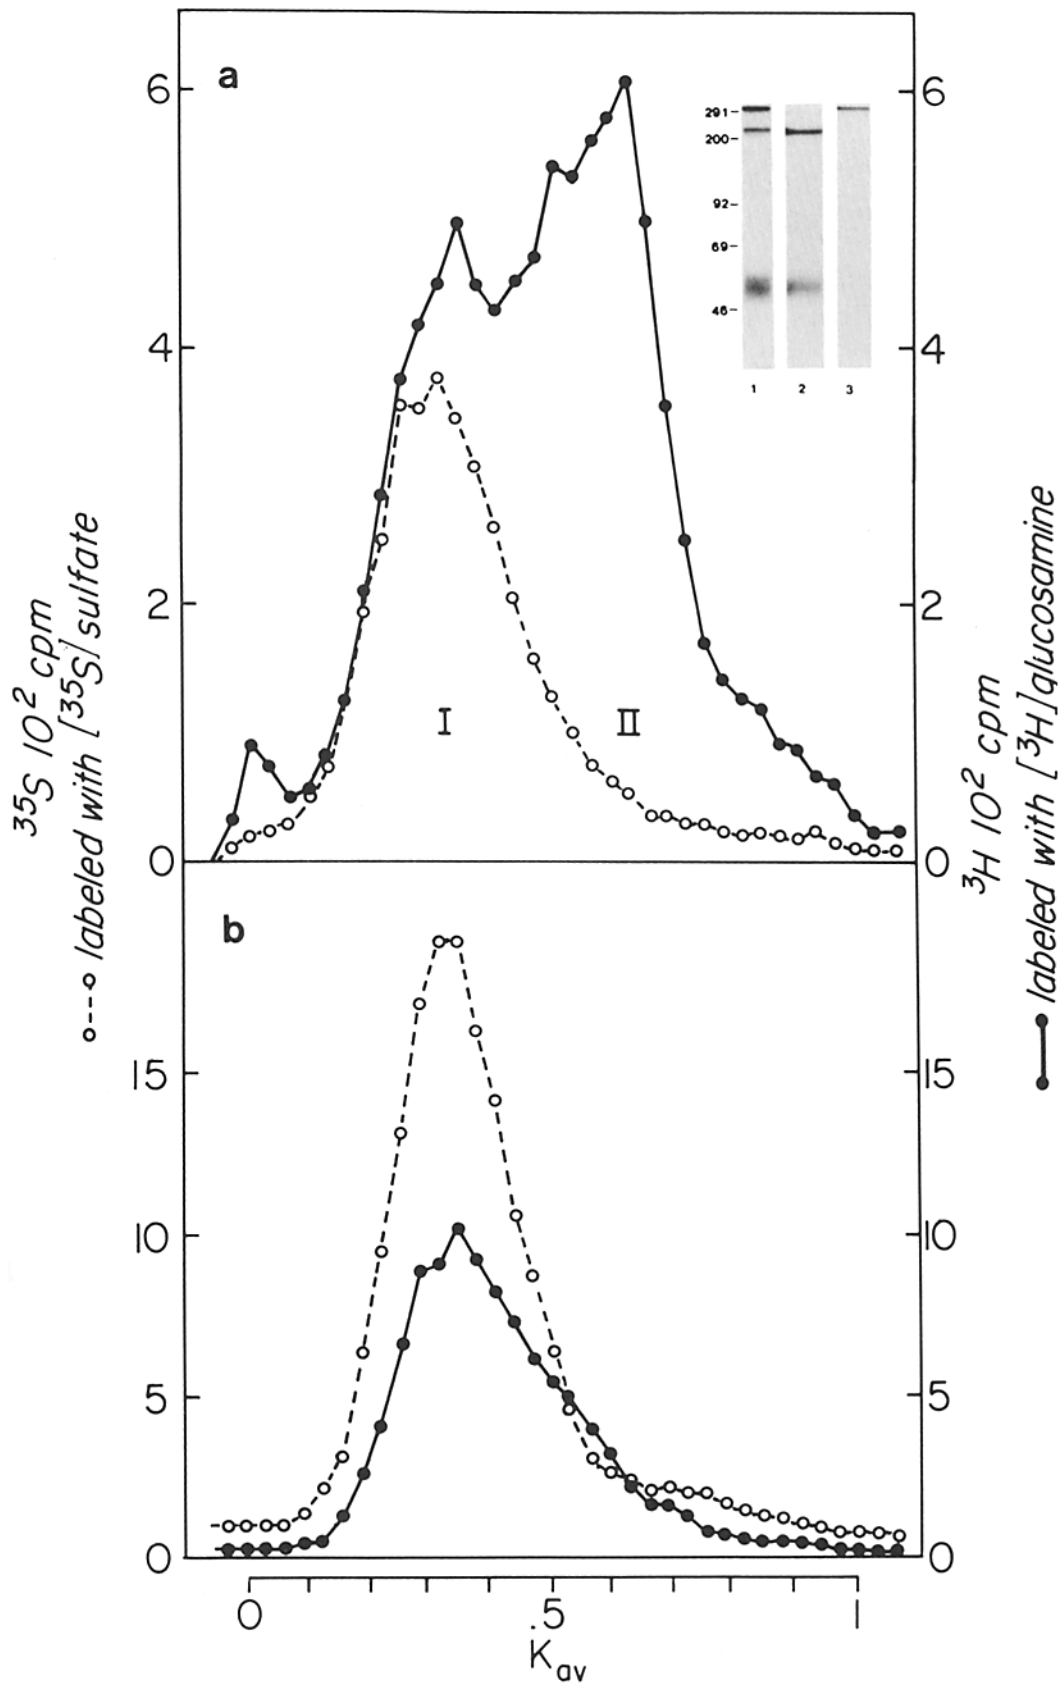 a
6
4
2
0
6
4
2
0
291-
200-
92-
69-
46-
1 2 3
I
II
35S 10² cpm
o---o labeled with [35S] sulfate
³H 10² cpm
●—● labeled with [³H]glucosamine
b
15
10
5
0
15
10
5
0
0 .5 1
Kav